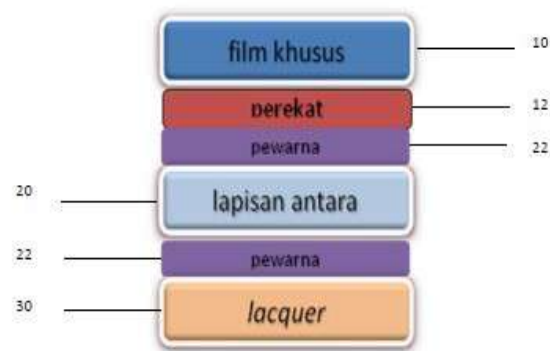 film khusus 10
perekat 12
pewarna 22
20 lapisan antara
22 pewarna
30 lacquer